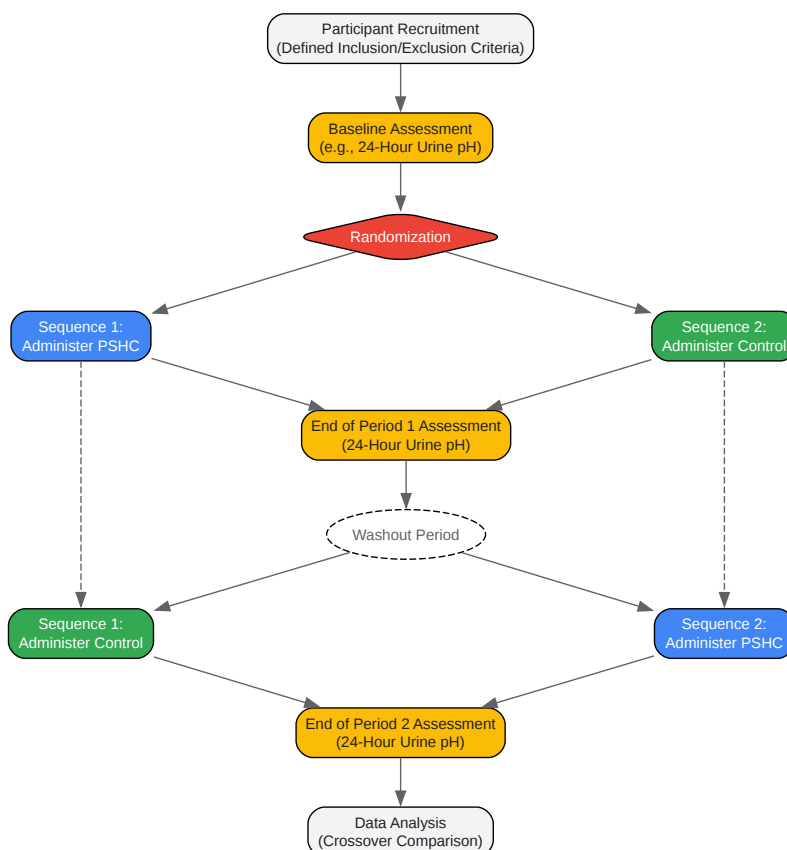 Participant Recruitment
(Defined Inclusion/Exclusion Criteria)
Baseline Assessment
(e.g., 24-Hour Urine pH)
Randomization
Sequence 1:
Administer PSHC
Sequence 2:
Administer Control
End of Period 1 Assessment
(24-Hour Urine pH)
Washout Period
Sequence 1:
Administer Control
Sequence 2:
Administer PSHC
End of Period 2 Assessment
(24-Hour Urine pH)
Data Analysis
(Crossover Comparison)